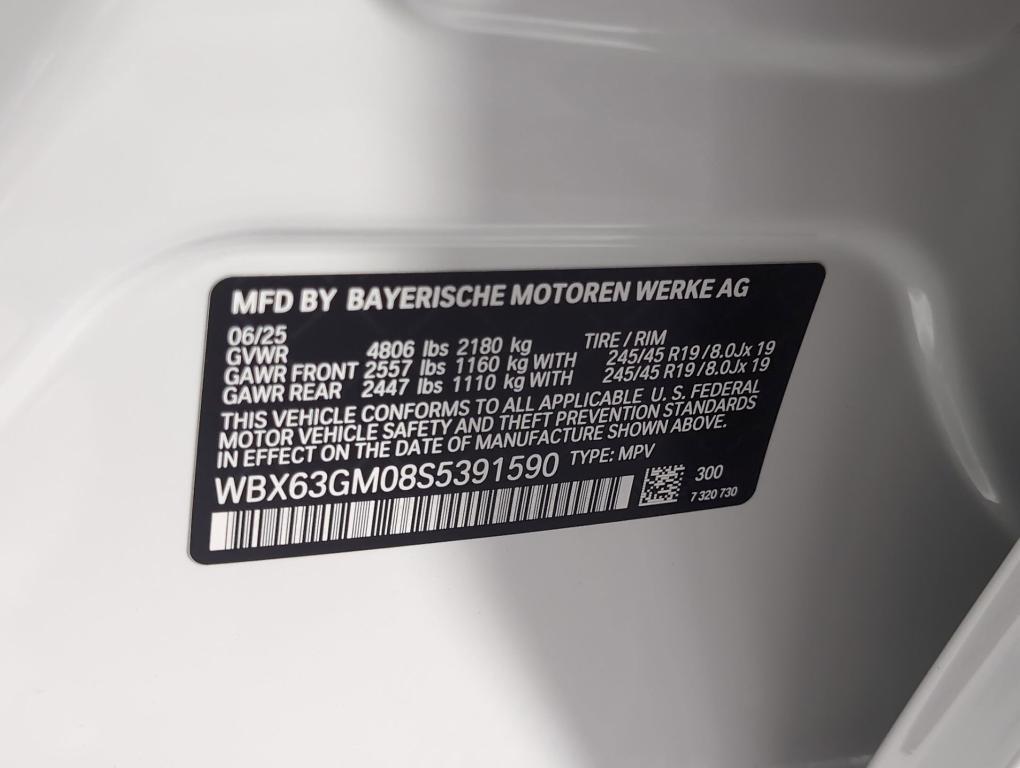 MFD BY BAYERISCHE MOTOREN WERKE AG
06/25
GVWR 4806 lbs 2180 kg TIRE / RIM
GAWR FRONT 2557 lbs 1160 kg WITH 245/45 R19 / 8.0Jx 19
GAWR REAR 2447 lbs 1110 kg WITH 245/45 R19 / 8.0Jx 19
THIS VEHICLE CONFORMS TO ALL APPLICABLE U. S. FEDERAL
MOTOR VEHICLE SAFETY AND THEFT PREVENTION STANDARDS
IN EFFECT ON THE DATE OF MANUFACTURE SHOWN ABOVE.
WBX63GM08S5391590 TYPE: MPV
300
7 320 730